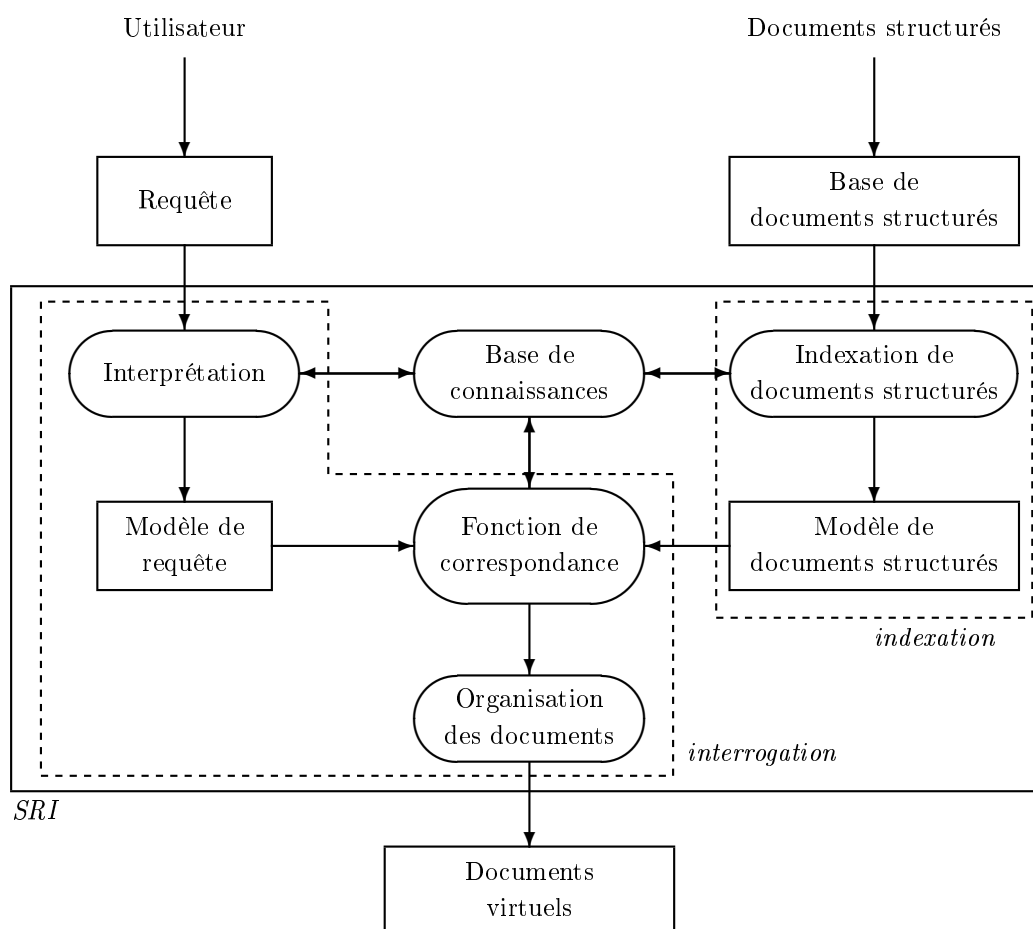 Utilisateur
Documents structurés
Requête
Base de
documents structurés
Interprétation
Base de
connaissances
Indexation de
documents structurés
Modèle de
requête
Fonction de
correspondance
Modèle de
documents structurés
indexation
Organisation
des documents
interrogation
SRI
Documents
virtuels